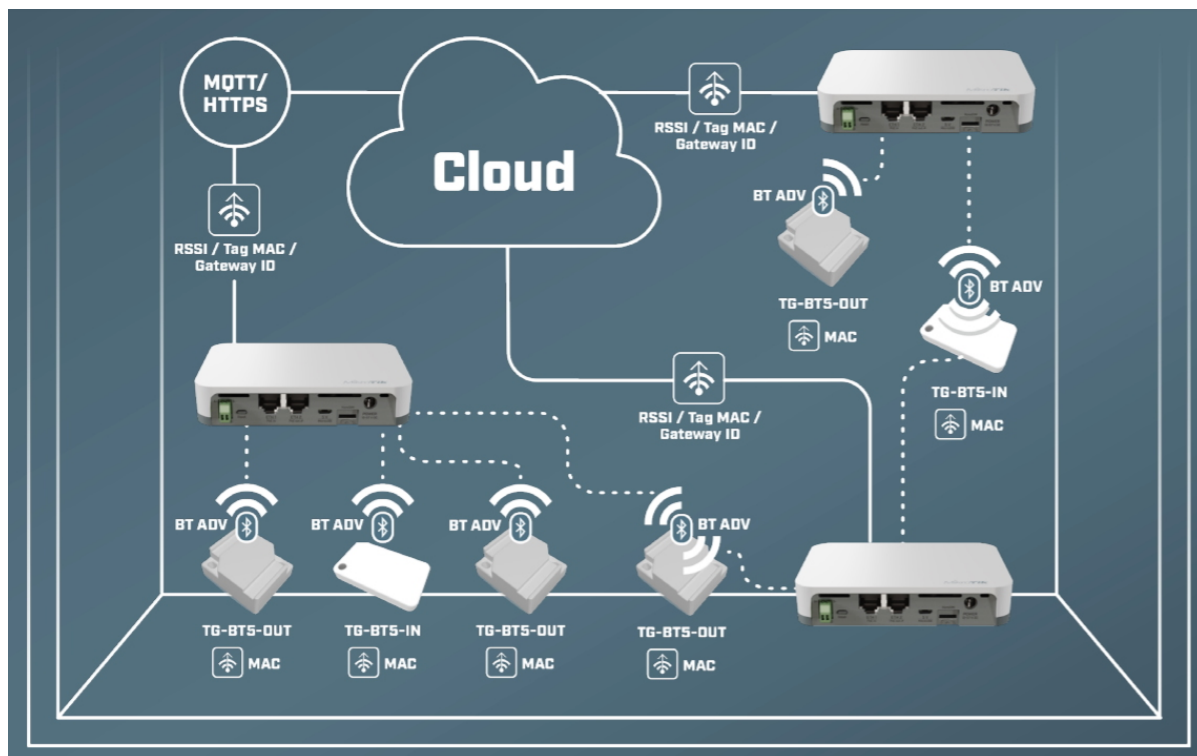 MQTT/
HTTPS
Cloud
RSSI / Tag MAC /
Gateway ID
RSSI / Tag MAC /
Gateway ID
BT ADV
TG-BT5-OUT
MAC
BT ADV
TG-BT5-IN
MAC
RSSI / Tag MAC /
Gateway ID
BT ADV
TG-BT5-OUT
MAC
BT ADV
TG-BT5-IN
MAC
BT ADV
TG-BT5-OUT
MAC
BT ADV
TG-BT5-OUT
MAC